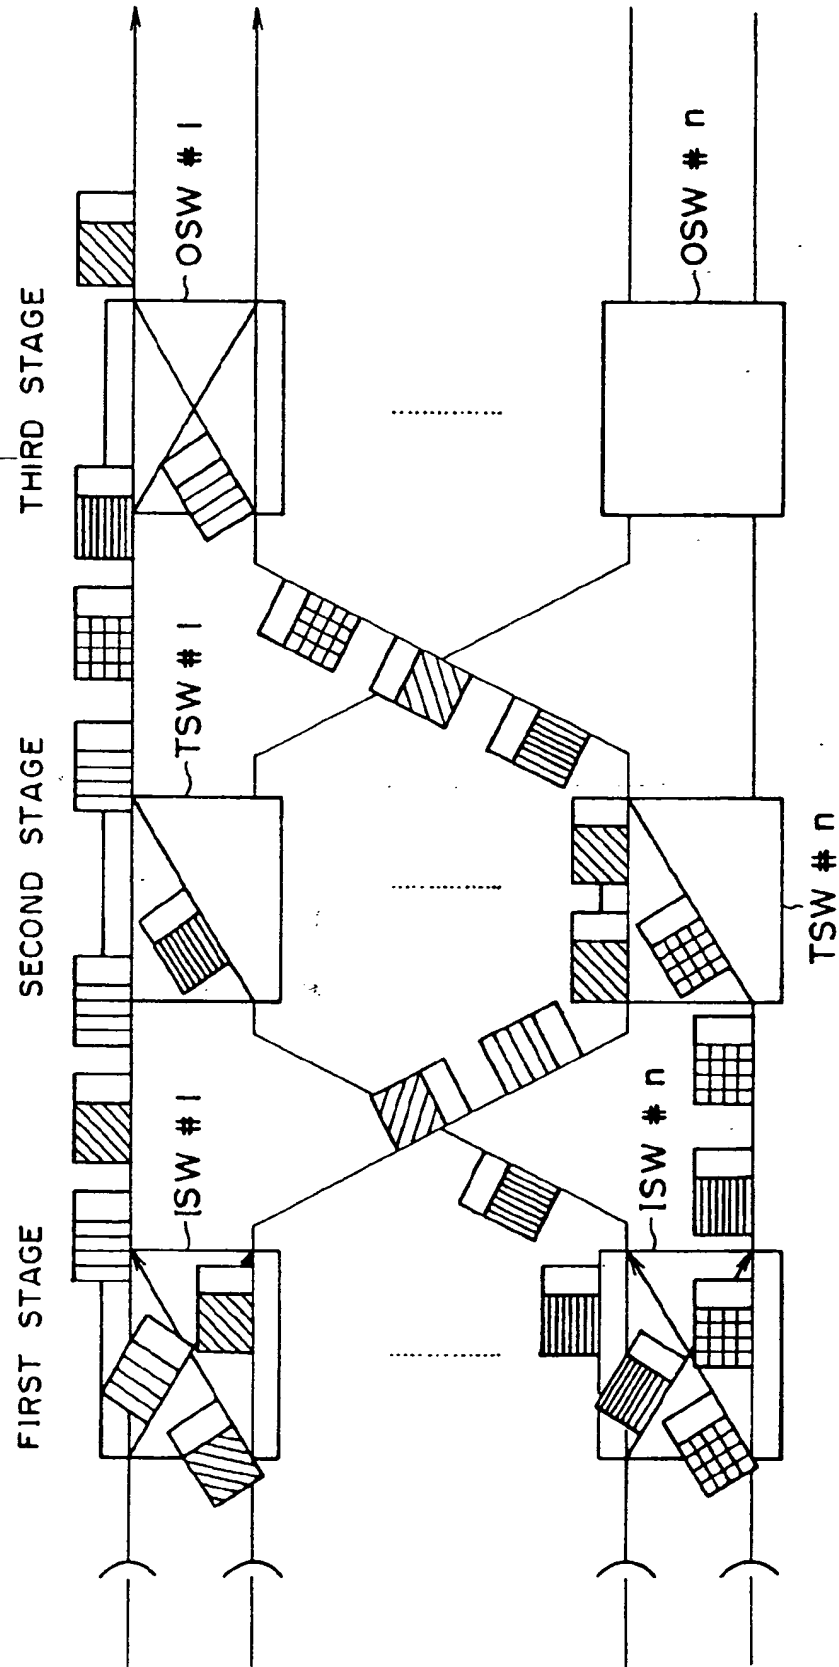 FIRST STAGE
SECOND STAGE
THIRD STAGE
ISW # 1
TSW # 1
OSW # 1
ISW # n
TSW # n
OSW # n